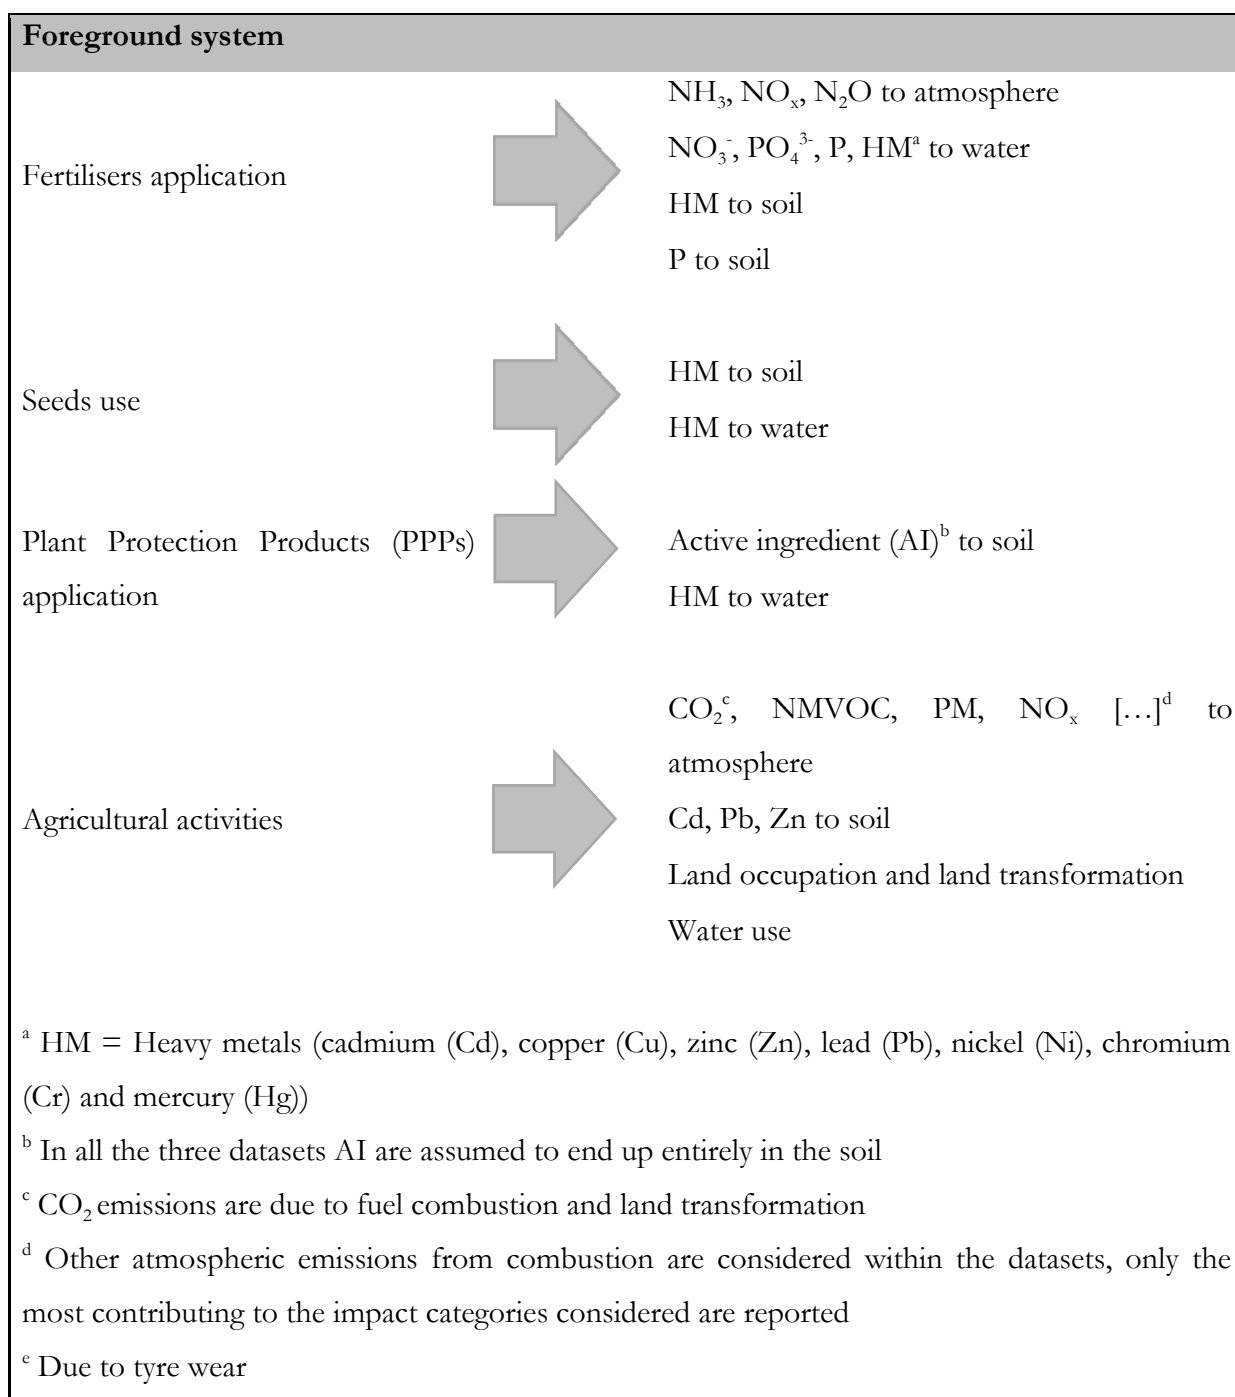 Foreground system
Fertilisers application
NH₃, NOₓ, N₂O to atmosphere
NO₃⁻, PO₄³⁻, P, HMᵃ to water
HM to soil
P to soil
Seeds use
HM to soil
HM to water
Plant Protection Products (PPPs)
application
Active ingredient (AI)ᵇ to soil
HM to water
Agricultural activities
CO₂ᶜ, NMVOC, PM, NOₓ […]ᵈ to
atmosphere
Cd, Pb, Zn to soil
Land occupation and land transformation
Water use
ᵃ HM = Heavy metals (cadmium (Cd), copper (Cu), zinc (Zn), lead (Pb), nickel (Ni), chromium
(Cr) and mercury (Hg))
ᵇ In all the three datasets AI are assumed to end up entirely in the soil
ᶜ CO₂ emissions are due to fuel combustion and land transformation
ᵈ Other atmospheric emissions from combustion are considered within the datasets, only the
most contributing to the impact categories considered are reported
ᵉ Due to tyre wear